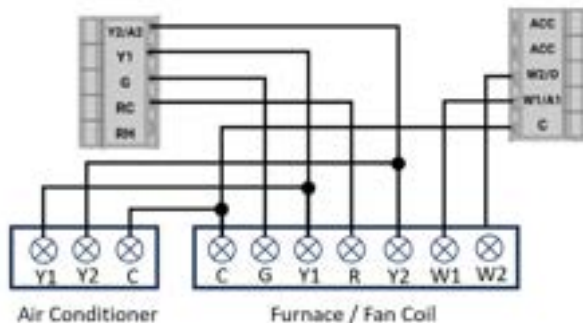 Y2/A2
Y1
G
RC
RH
ACC
ACC
W2/O
W1/A1
C
Y1 Y2 C
C G Y1 R Y2 W1 W2
Air Conditioner
Furnace / Fan Coil